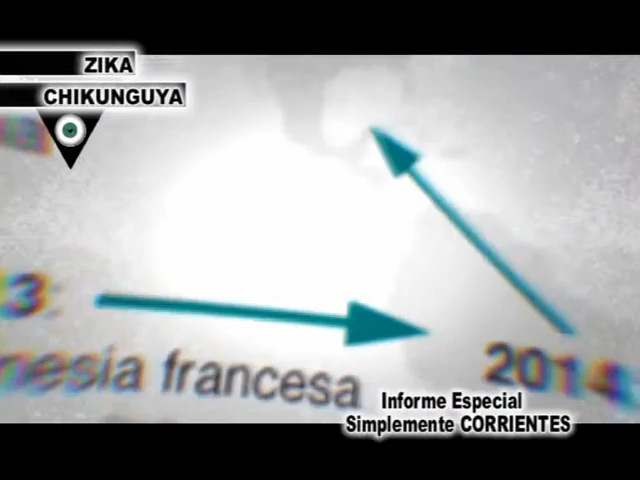 ZIKA
CHIKUNGUYA
3:
nesia francesa
2014:
Informe Especial
Simplemente CORRIENTES